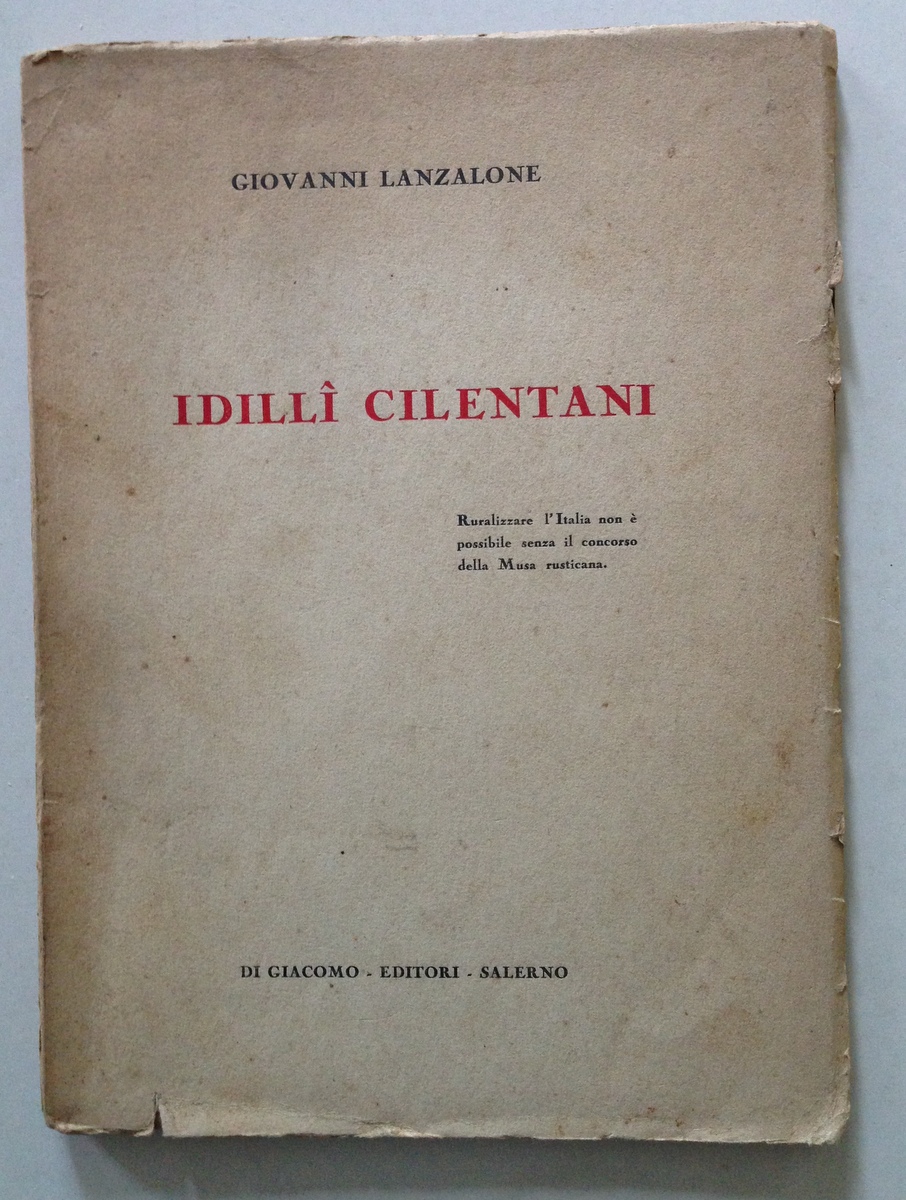 GIOVANNI LANZALONE
IDILLÎ CILENTANI
Ruralizzare l'Italia non è
possibile senza il concorso
della Musa rusticana.
DI GIACOMO - EDITORI - SALERNO